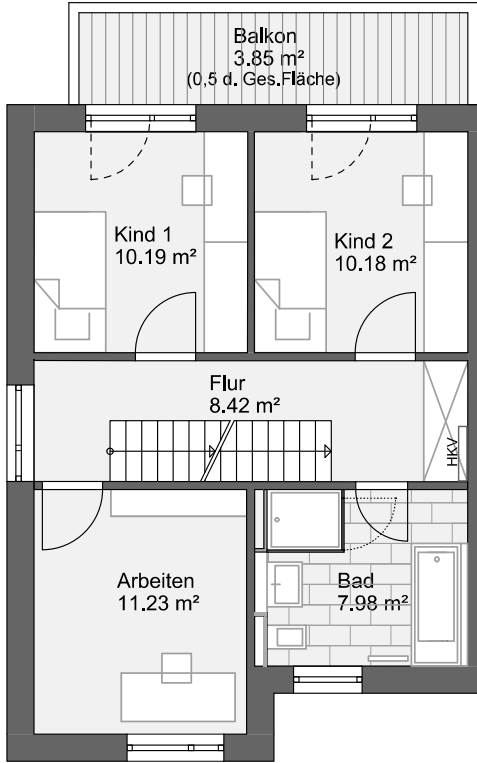 Balkon
3.85 m²
(0,5 d. Ges.Fläche)
Kind 1
10.19 m²
Kind 2
10.18 m²
Flur
8.42 m²
HKV
Arbeiten
11.23 m²
Bad
7.98 m²